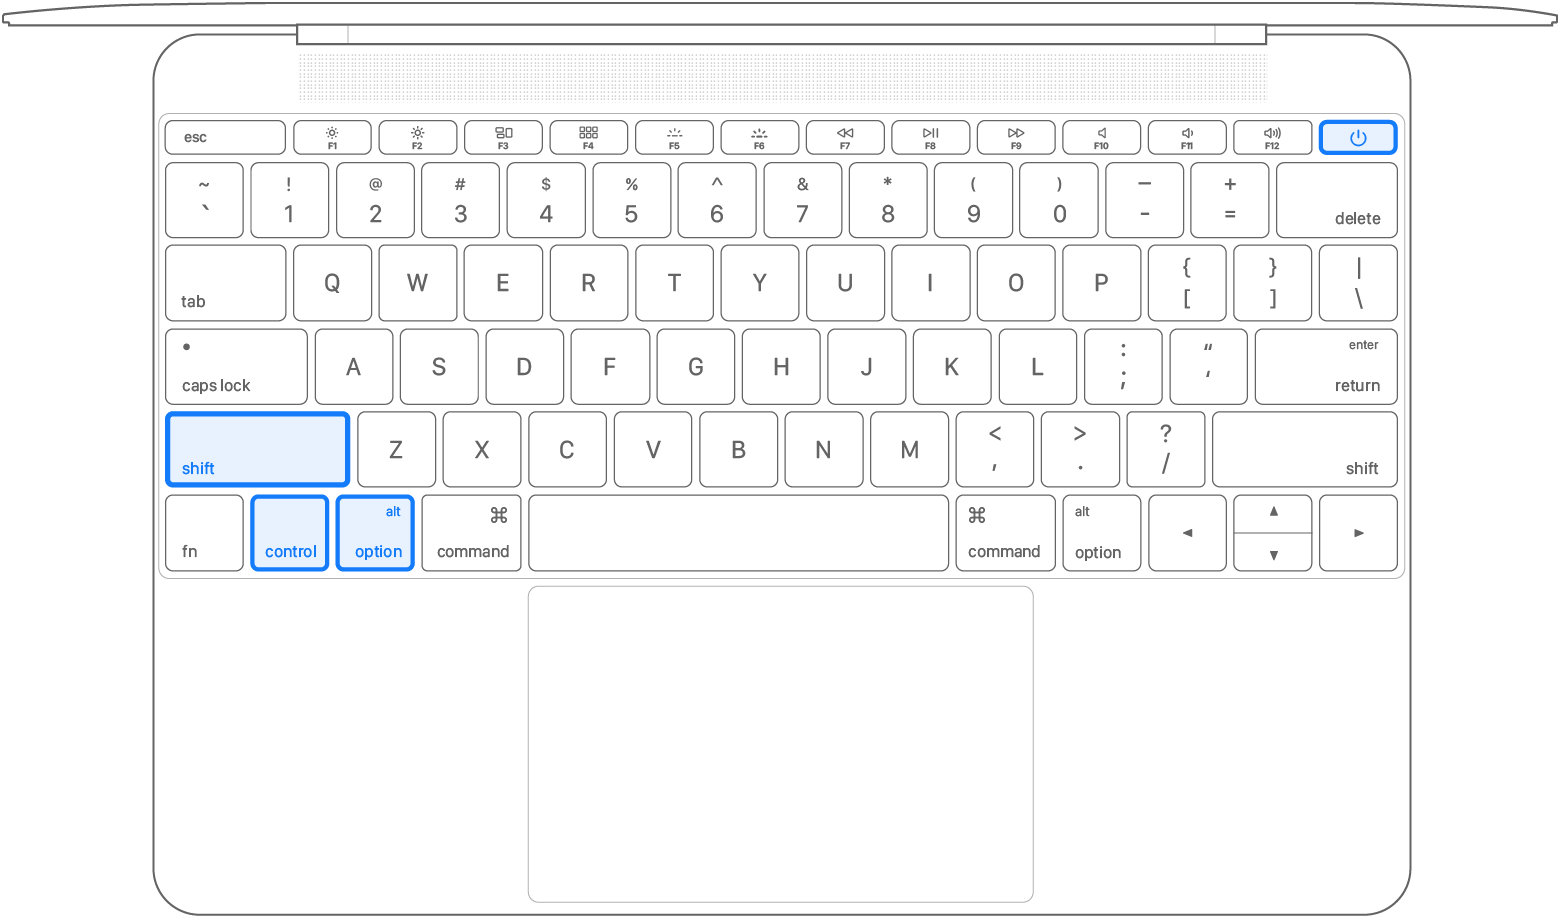 esc F1 F2 F3 F4 F5 F6 F7 F8 F9 F10 F11 F12
~ ! @ # $ % ^ & * ( ) — +
` 1 2 3 4 5 6 7 8 9 0 - = delete
tab Q W E R T Y U I O P { } |
[ ] \
caps lock A S D F G H J K L : “ enter
; ‘ return
shift Z X C V B N M < > ? shift
, . /
fn control alt option ⌘ command ⌘ command alt option